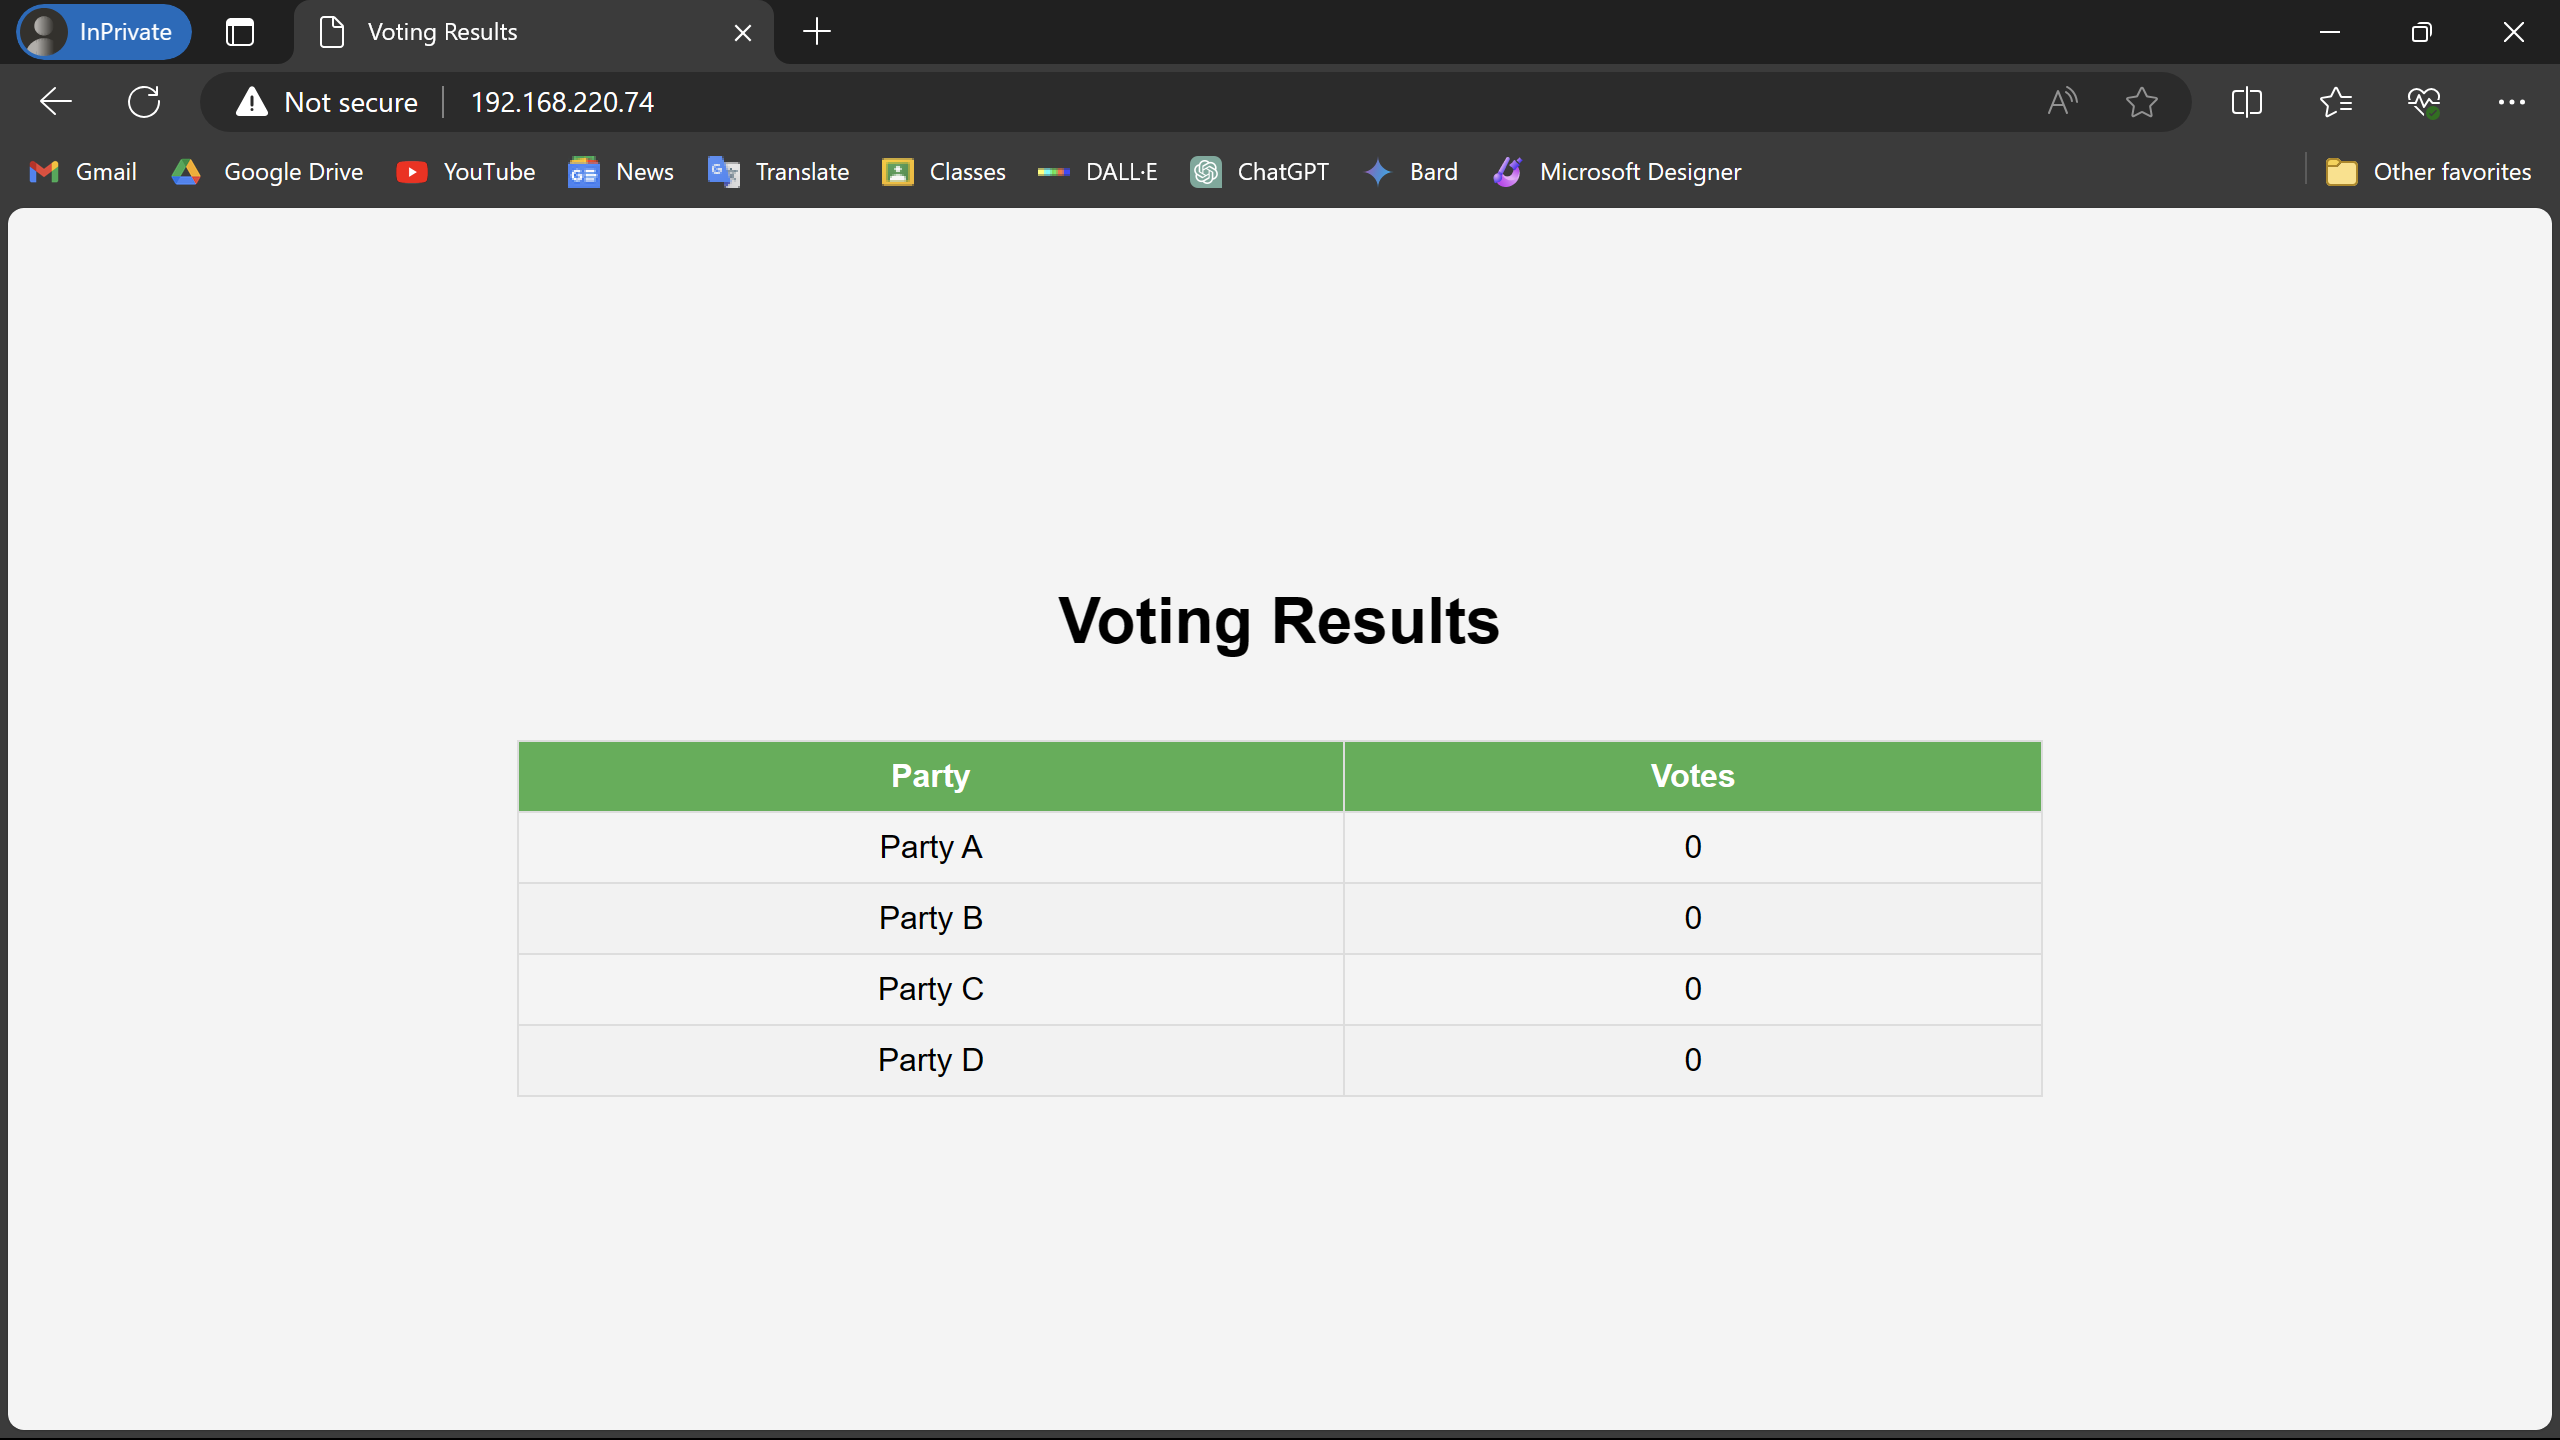 InPrivate
Voting Results
Not secure
192.168.220.74
Gmail
Google Drive
YouTube
News
Translate
Classes
DALL·E
ChatGPT
Bard
Microsoft Designer
Other favorites
Voting Results
Party Votes
Party A 0
Party B 0
Party C 0
Party D 0